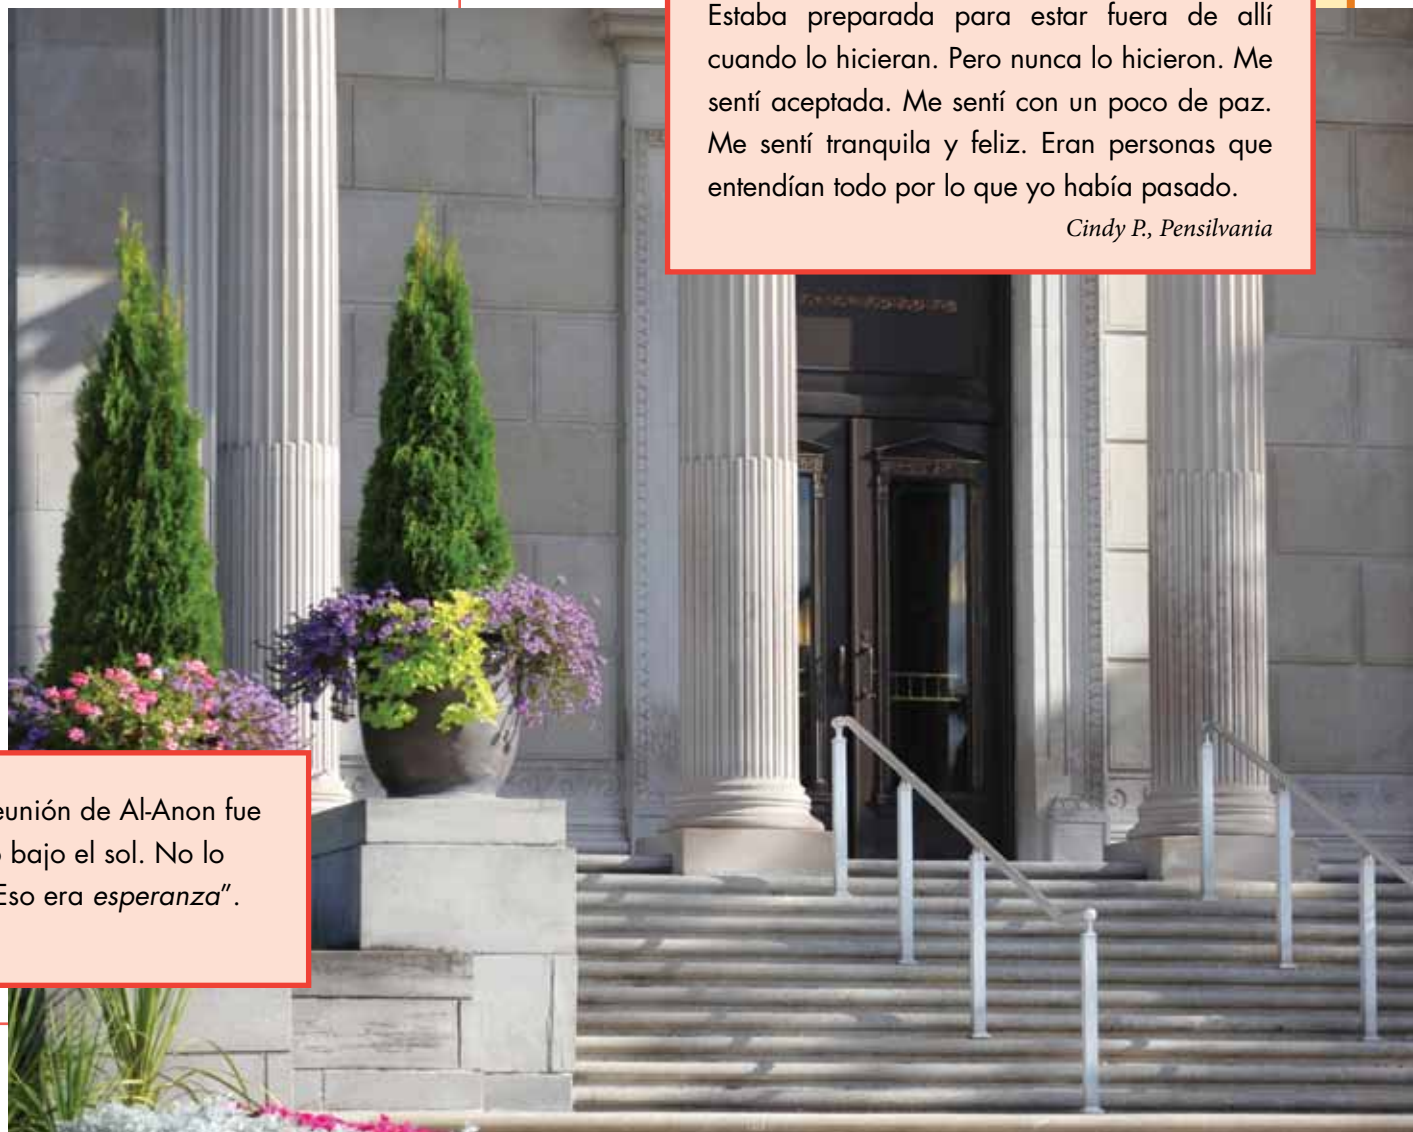 Estaba preparada para estar fuera de allí
cuando lo hicieran. Pero nunca lo hicieron. Me
sentí aceptada. Me sentí con un poco de paz.
Me sentí tranquila y feliz. Eran personas que
entendían todo por lo que yo había pasado.
Cindy P., Pensilvania
eunión de Al-Anon fue
bajo el sol. No lo
Eso era esperanza”.